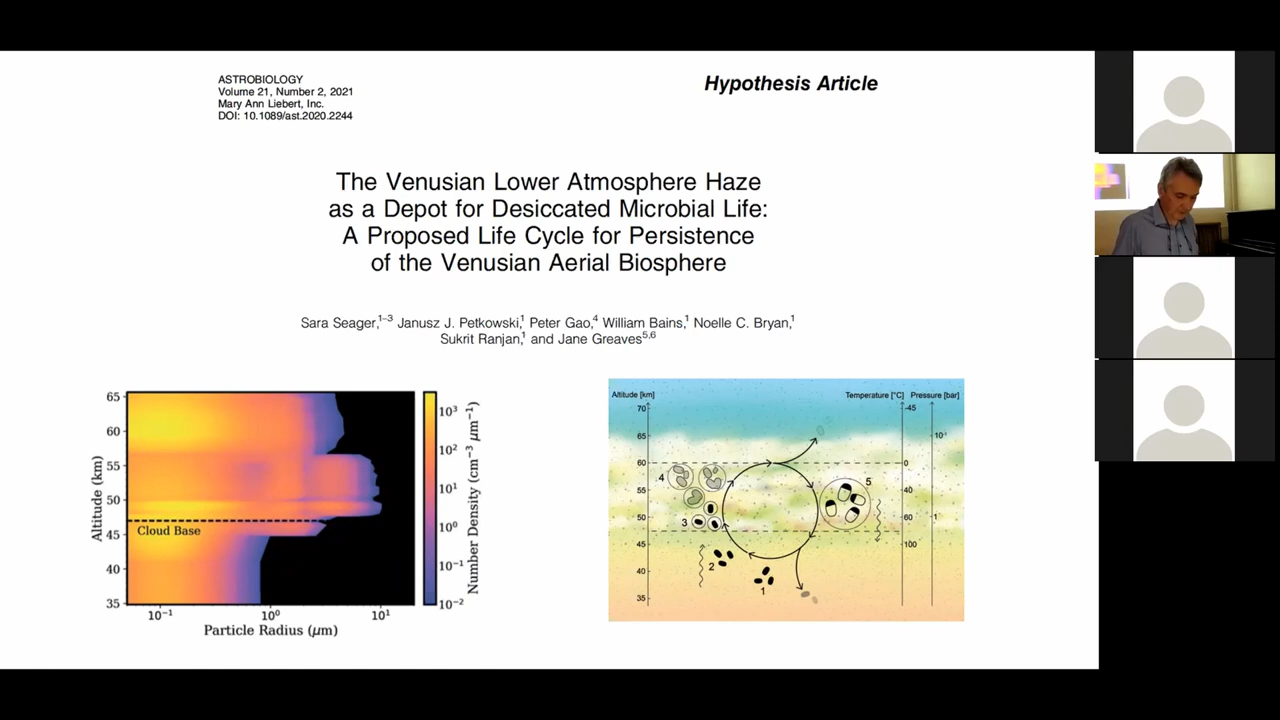 ASTROBIOLOGY
Volume 21, Number 2, 2021
Mary Ann Liebert, Inc.
DOI: 10.1089/ast.2020.2244
Hypothesis Article
The Venusian Lower Atmosphere Haze
as a Depot for Desiccated Microbial Life:
A Proposed Life Cycle for Persistence
of the Venusian Aerial Biosphere
Sara Seager,1–3 Janusz J. Petkowski,1 Peter Gao,4 William Bains,1 Noelle C. Bryan,1
Sukrit Ranjan,1 and Jane Greaves5,6
Altitude (km)
65
60
55
50
45
40
35
Cloud Base
10⁻¹
10⁰
10¹
Particle Radius (μm)
10³
10²
10¹
10⁰
10⁻¹
10⁻²
Number Density (cm⁻³ μm⁻¹)
Altitude [km]
Temperature [°C]
Pressure [bar]
70
65
60
55
50
45
40
35
-45
0
40
60
100
1
4
3
2
1
5